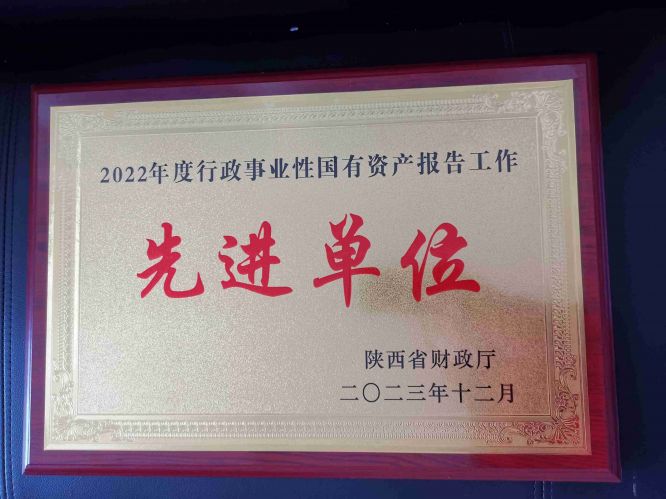 2022年度行政事业性国有资产报告工作
先进单位
陕西省财政厅
二〇二三年十二月